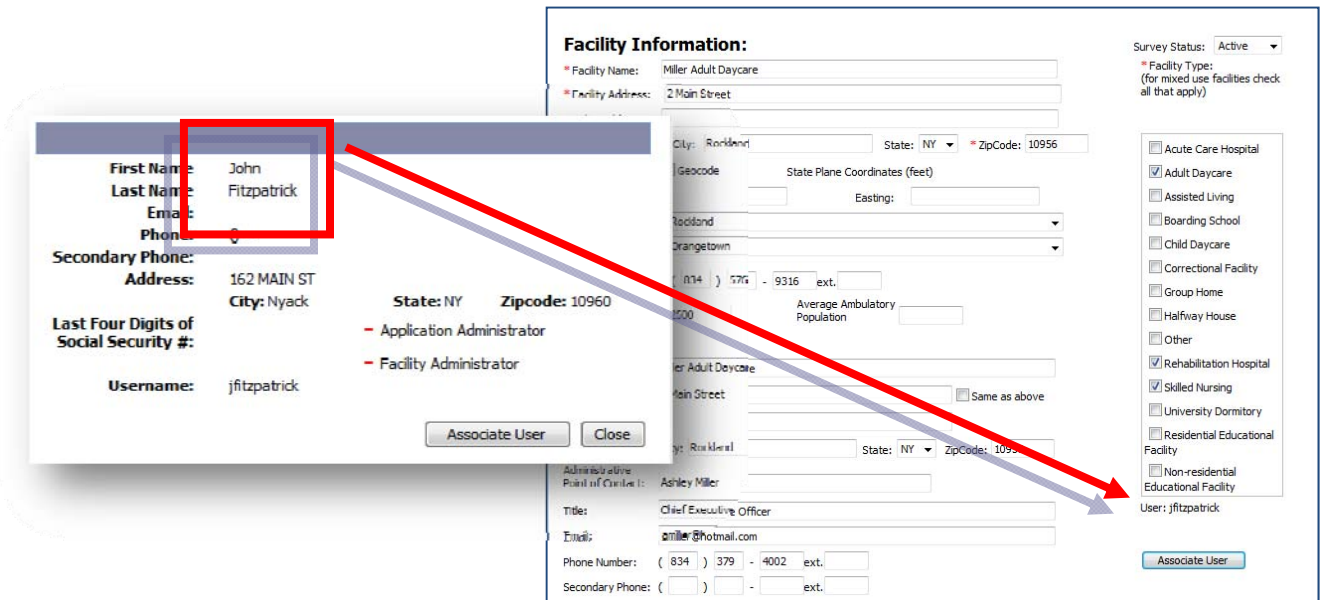 Facility Information:
Survey Status: Active
* Facility Name: Miller Adult Daycare
* Facility Type:
(for mixed use facilities check
all that apply)
* Facility Address: 2 Main Street
City: Rockland State: NY * ZipCode: 10956
Geocode State Plane Coordinates (feet)
Easting:
Rockland
Orangetown
( 834 ) 576 - 9316 ext.
Average Ambulatory
Population
Adult Daycare
Main Street Same as above
Rockland State: NY ZipCode:
Administrative
Point of Contact: Ashley Miller
Title: Chief Executive Officer
Email: amiller@hotmail.com
Phone Number: ( 834 ) 379 - 4002 ext.
Secondary Phone: ( ) - ext.
Acute Care Hospital
Adult Daycare
Assisted Living
Boarding School
Child Daycare
Correctional Facility
Group Home
Halfway House
Other
Rehabilitation Hospital
Skilled Nursing
University Dormitory
Residential Educational
Facility
Non-residential
Educational Facility
User: jfitzpatrick
Associate User
First Name John
Last Name Fitzpatrick
Email:
Phone:
Secondary Phone:
Address: 162 MAIN ST
City: Nyack State: NY Zipcode: 10960
Last Four Digits of
Social Security #:
– Application Administrator
– Facility Administrator
Username: jfitzpatrick
Associate User Close